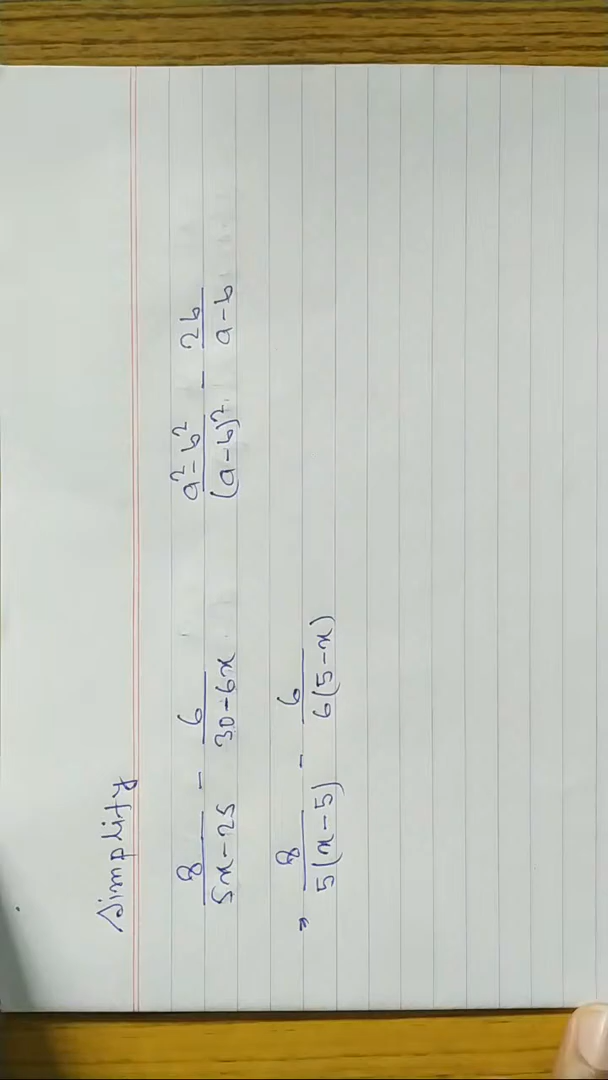 Simplify
8/(5x-25) - 6/(30-6x)    (a²-b²)/(a-b)² - 2b/(a-b)
⇒ 8/(5(x-5)) - 6/(6(5-x))